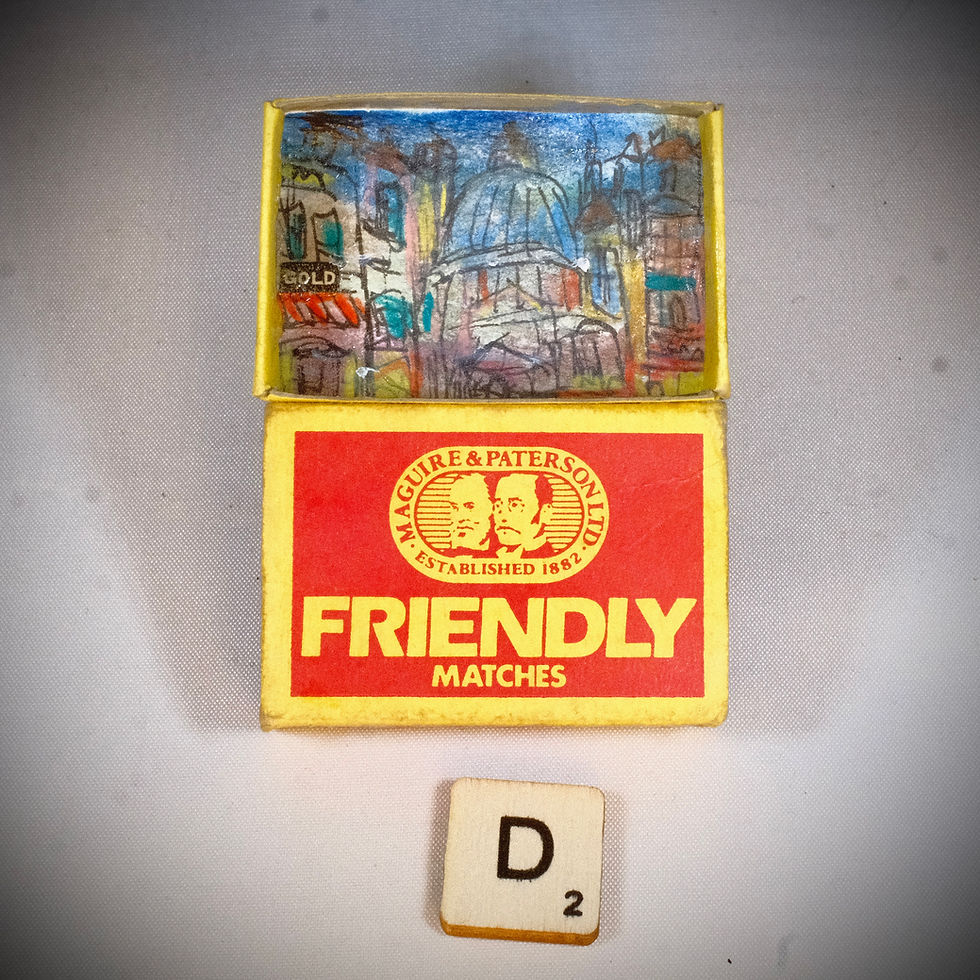 GOLD
MAGUIRE & PATERSON LTD
· ESTABLISHED 1882 ·
FRIENDLY
MATCHES
D
2